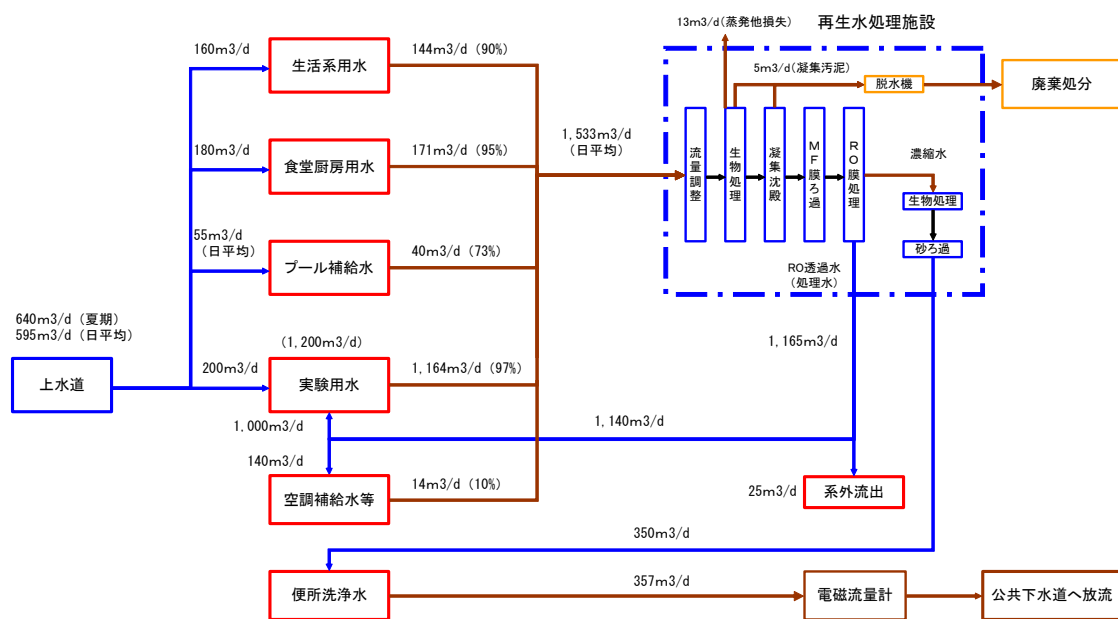 13m3/d(蒸発他損失)
再生水処理施設
160m3/d
生活系用水
144m3/d (90%)
5m3/d(凝集汚泥)
脱水機
廃棄処分
1,533m3/d
(日平均)
180m3/d
食堂厨房用水
171m3/d (95%)
流量調整
生物処理
凝集沈殿
MF膜ろ過
RO膜処理
濃縮水
生物処理
砂ろ過
55m3/d
(日平均)
プール補給水
40m3/d (73%)
RO透過水
(処理水)
640m3/d (夏期)
595m3/d (日平均)
上水道
200m3/d
(1,200m3/d)
実験用水
1,164m3/d (97%)
1,165m3/d
1,000m3/d
1,140m3/d
140m3/d
空調補給水等
14m3/d (10%)
25m3/d
系外流出
350m3/d
便所洗浄水
357m3/d
電磁流量計
公共下水道へ放流